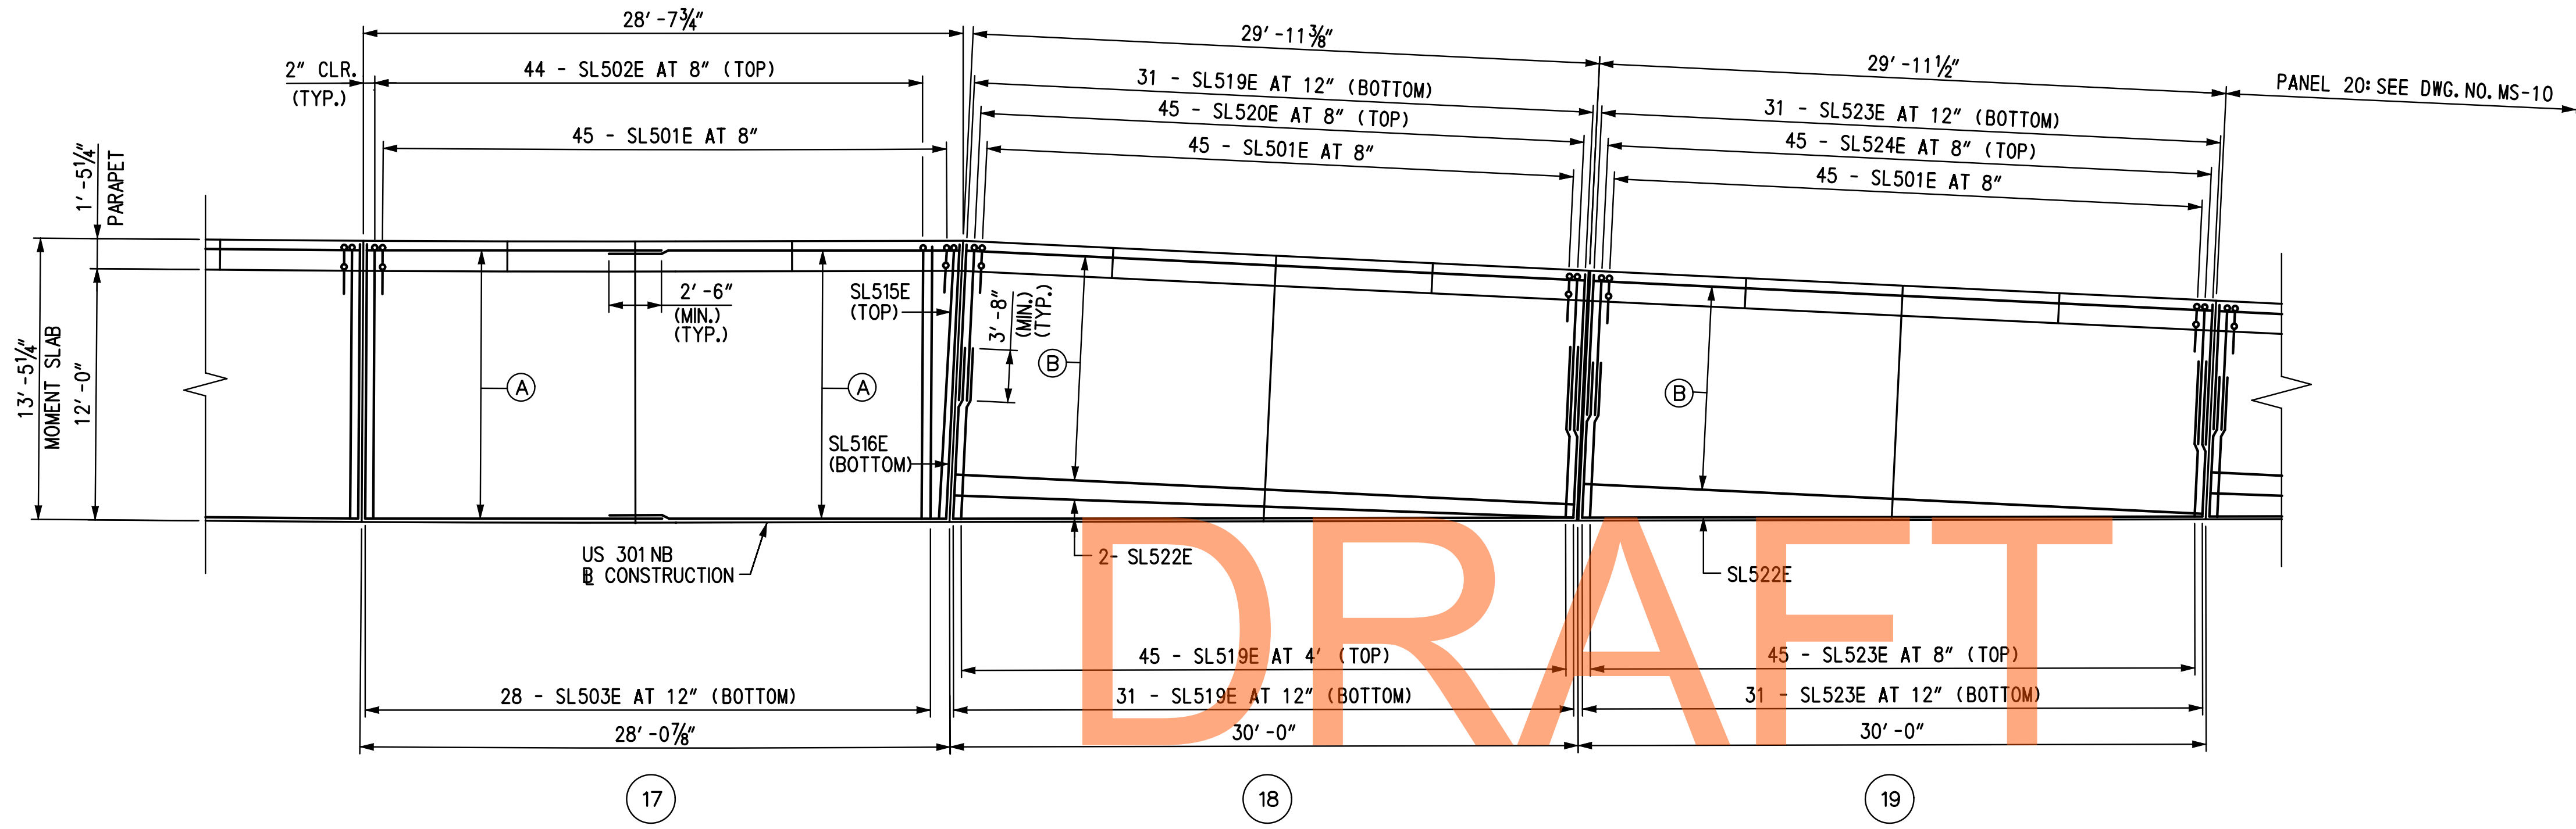 28'-7¾"
29'-11⅜"
29'-11½"
PANEL 20: SEE DWG. NO. MS-10
2" CLR.
(TYP.)
44 - SL502E AT 8" (TOP)
31 - SL519E AT 12" (BOTTOM)
31 - SL523E AT 12" (BOTTOM)
45 - SL520E AT 8" (TOP)
45 - SL524E AT 8" (TOP)
45 - SL501E AT 8"
45 - SL501E AT 8"
45 - SL501E AT 8"
1'-5¼"
PARAPET
13'-5¼"
MOMENT SLAB
12'-0"
2'-6"
(MIN.)
(TYP.)
SL515E
(TOP)
3'-8"
(MIN.)
(TYP.)
A
A
B
B
SL516E
(BOTTOM)
US 301 NB
BL CONSTRUCTION
2- SL522E
SL522E
DRAFT
45 - SL519E AT 4' (TOP)
45 - SL523E AT 8" (TOP)
28 - SL503E AT 12" (BOTTOM)
31 - SL519E AT 12" (BOTTOM)
31 - SL523E AT 12" (BOTTOM)
28'-0⅞"
30'-0"
30'-0"
17
18
19